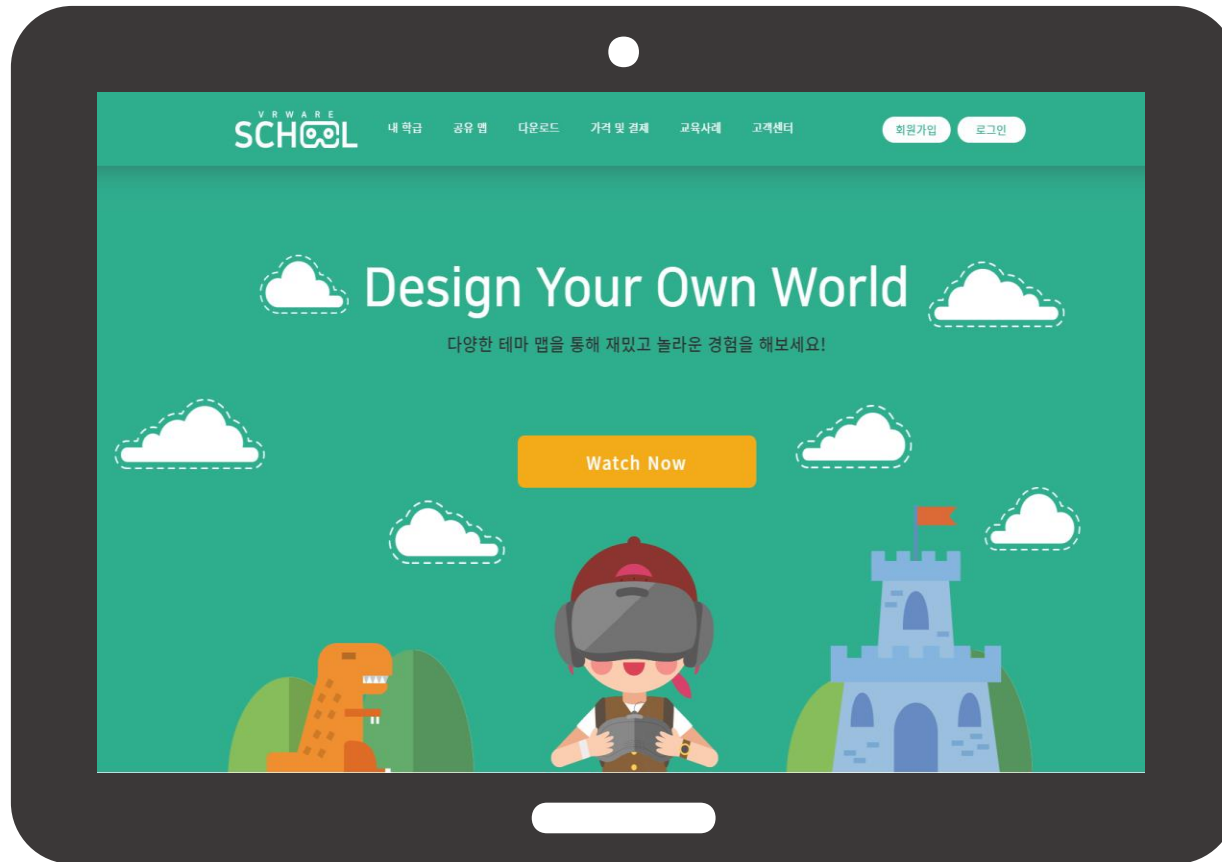 VRWARE
SCHOOL
내 학급 공유 맵 다운로드 가격 및 결제 교육사례 고객센터 회원가입 로그인
Design Your Own World
다양한 테마 맵을 통해 재밌고 놀라운 경험을 해보세요!
Watch Now